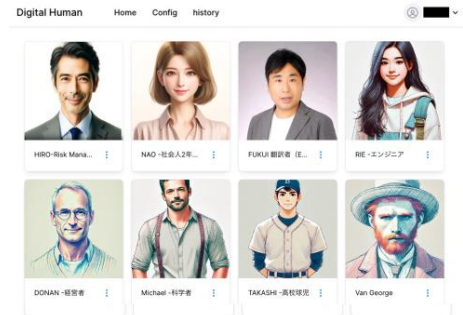 Digital Human Home Config history
HIRO-Risk Mana...
NAO -社会人2年...
FUKUI 翻訳者 (E...
RIE -エンジニア
DONAN -経営者
Michael -科学者
TAKASHI -高校球児
Van George